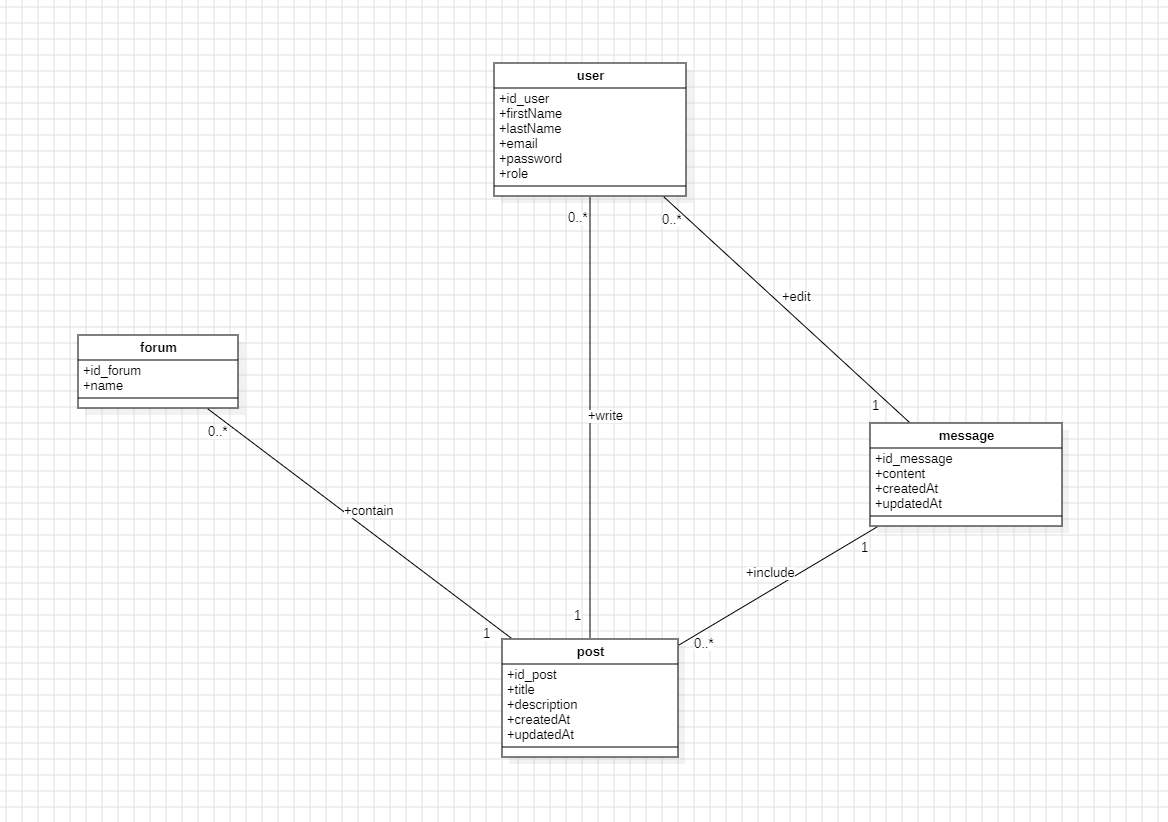 user
+id_user
+firstName
+lastName
+email
+password
+role
0..*
0..*
+edit
forum
+id_forum
+name
0..*
+write
1
message
+id_message
+content
+createdAt
+updatedAt
+contain
1
+include
1
1
0..*
post
+id_post
+title
+description
+createdAt
+updatedAt